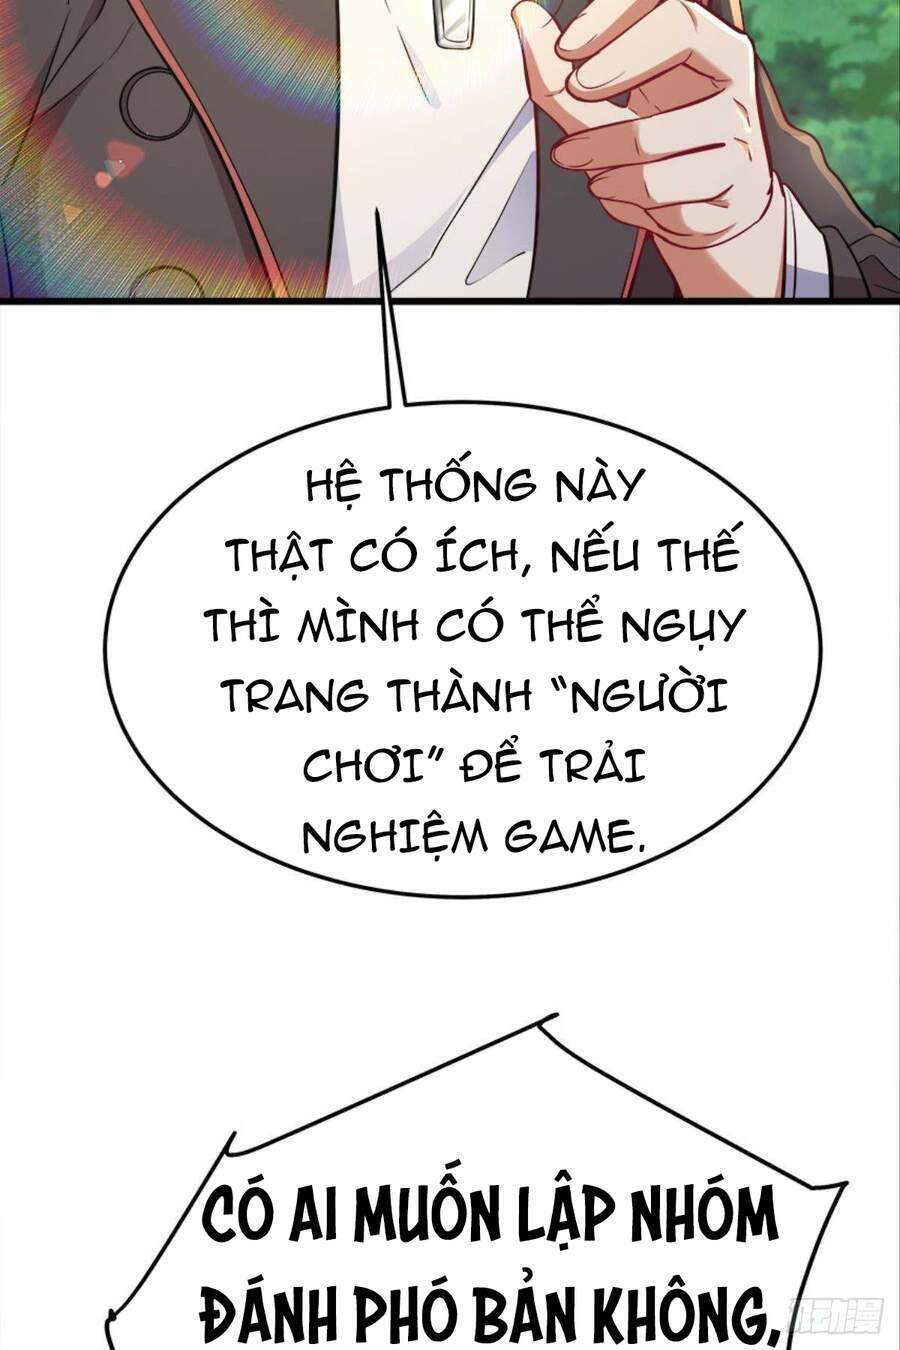 HỆ THỐNG NÀY
THẬT CÓ ÍCH, NẾU THẾ
THÌ MÌNH CÓ THỂ NGỤY
TRANG THÀNH "NGƯỜI
CHƠI" ĐỂ TRẢI
NGHIỆM GAME.
CÓ AI MUỐN LẬP NHÓM
ĐÁNH PHÓ BẢN KHÔNG,